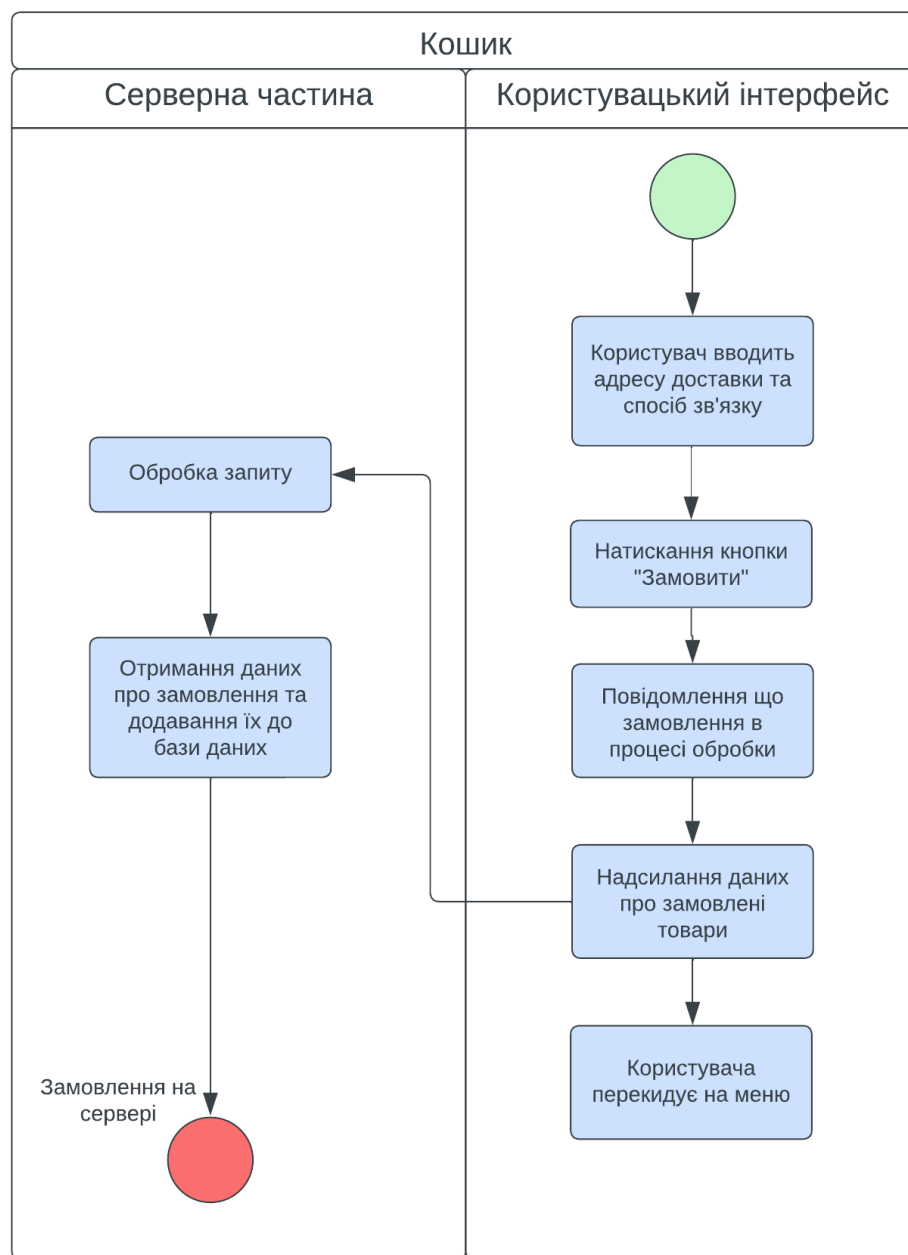 Кошик
Серверна частина
Користувацький інтерфейс
Користувач вводить
адресу доставки та
спосіб зв'язку
Натискання кнопки
"Замовити"
Повідомлення що
замовлення в
процесі обробки
Надсилання даних
про замовлені
товари
Користувача
перекидує на меню
Обробка запиту
Отримання даних
про замовлення та
додавання їх до
бази даних
Замовлення на
сервері